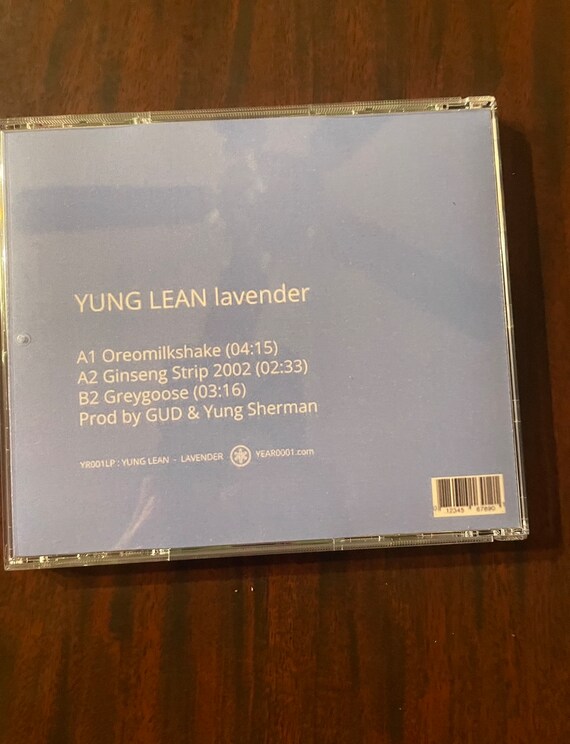 YUNG LEAN lavender
A1 Oreomilkshake (04:15)
A2 Ginseng Strip 2002 (02:33)
B2 Greygoose (03:16)
Prod by GUD & Yung Sherman
YR001LP : YUNG LEAN - LAVENDER YEAR0001.com
0 12345 67890